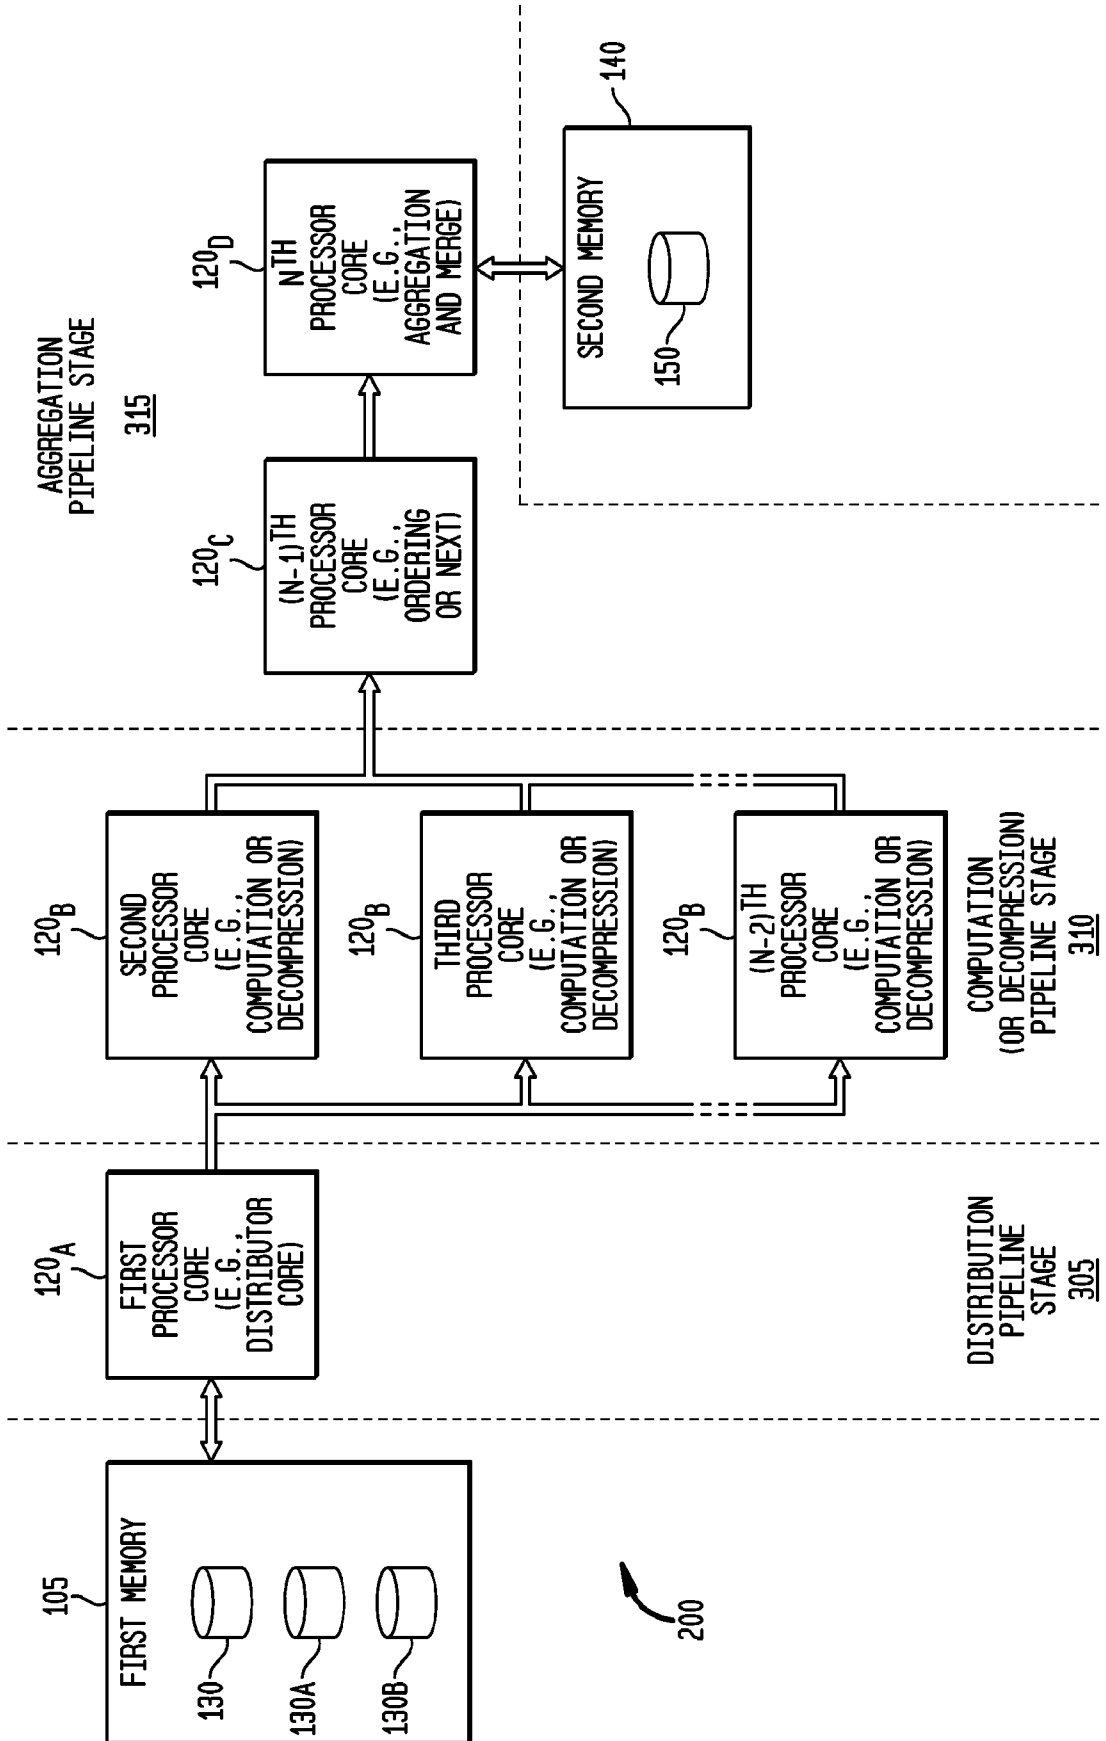 105
FIRST MEMORY
130
130A
130B
200
120A
FIRST
PROCESSOR
CORE
(E.G.,
DISTRIBUTOR
CORE)
DISTRIBUTION
PIPELINE
STAGE
305
120B
SECOND
PROCESSOR
CORE
(E.G.,
COMPUTATION OR
DECOMPRESSION)
120B
THIRD
PROCESSOR
CORE
(E.G.,
COMPUTATION OR
DECOMPRESSION)
120B
(N-2)TH
PROCESSOR
CORE
(E.G.,
COMPUTATION OR
DECOMPRESSION)
COMPUTATION
(OR DECOMPRESSION)
PIPELINE STAGE
310
AGGREGATION
PIPELINE STAGE
315
120C
(N-1)TH
PROCESSOR
CORE
(E.G.,
ORDERING
OR NEXT)
120D
NTH
PROCESSOR
CORE
(E.G.,
AGGREGATION
AND MERGE)
SECOND MEMORY
150
140